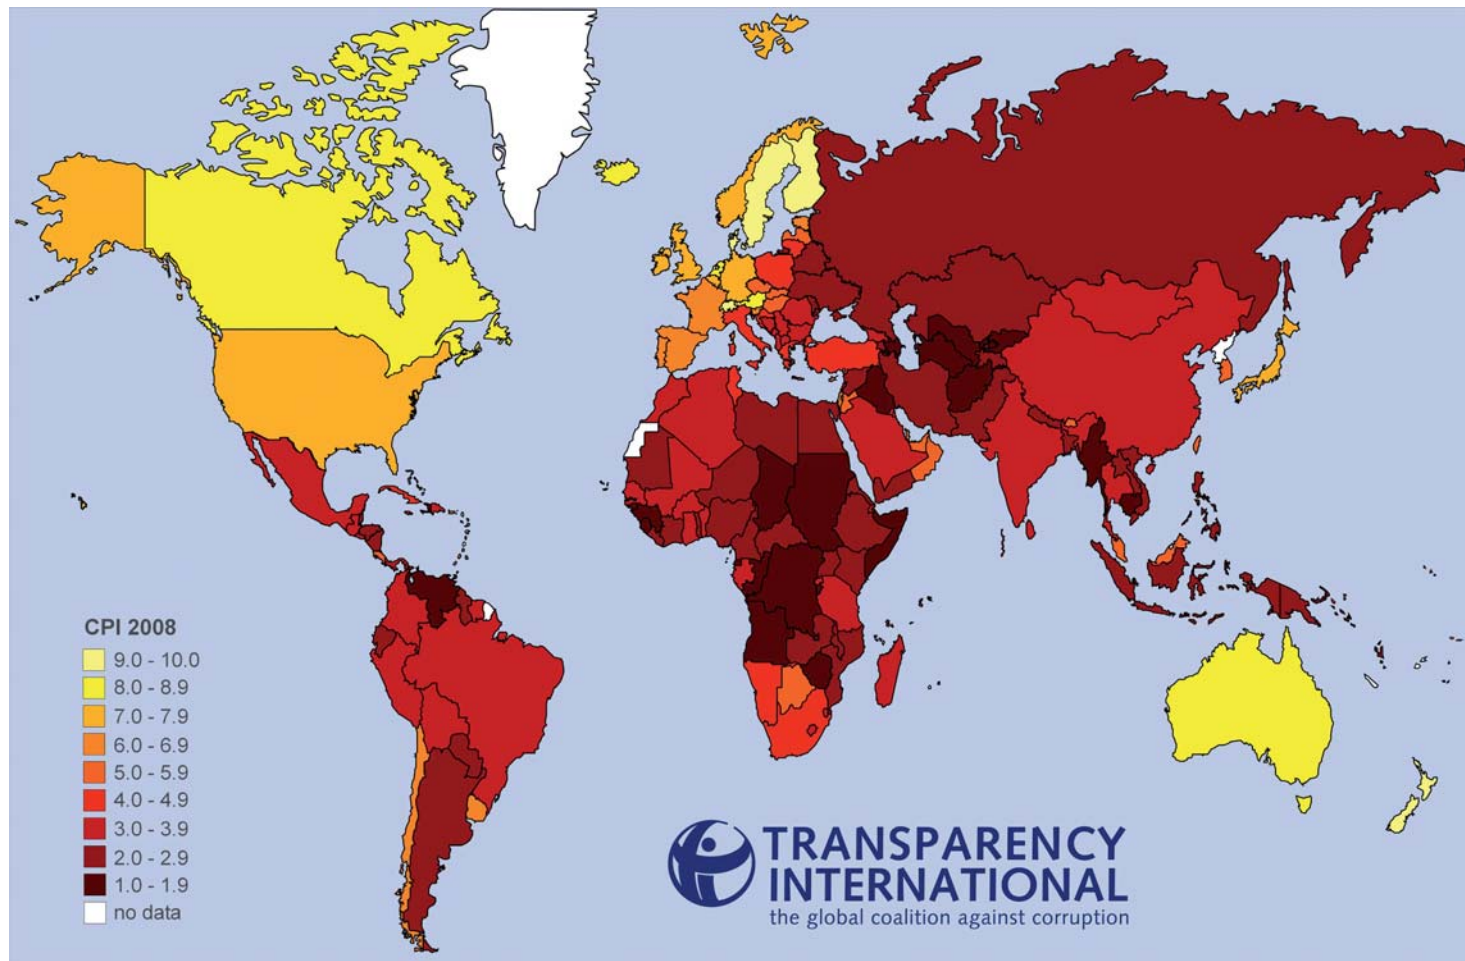 CPI 2008
9.0 - 10.0
8.0 - 8.9
7.0 - 7.9
6.0 - 6.9
5.0 - 5.9
4.0 - 4.9
3.0 - 3.9
2.0 - 2.9
1.0 - 1.9
no data
TRANSPARENCY
INTERNATIONAL
the global coalition against corruption